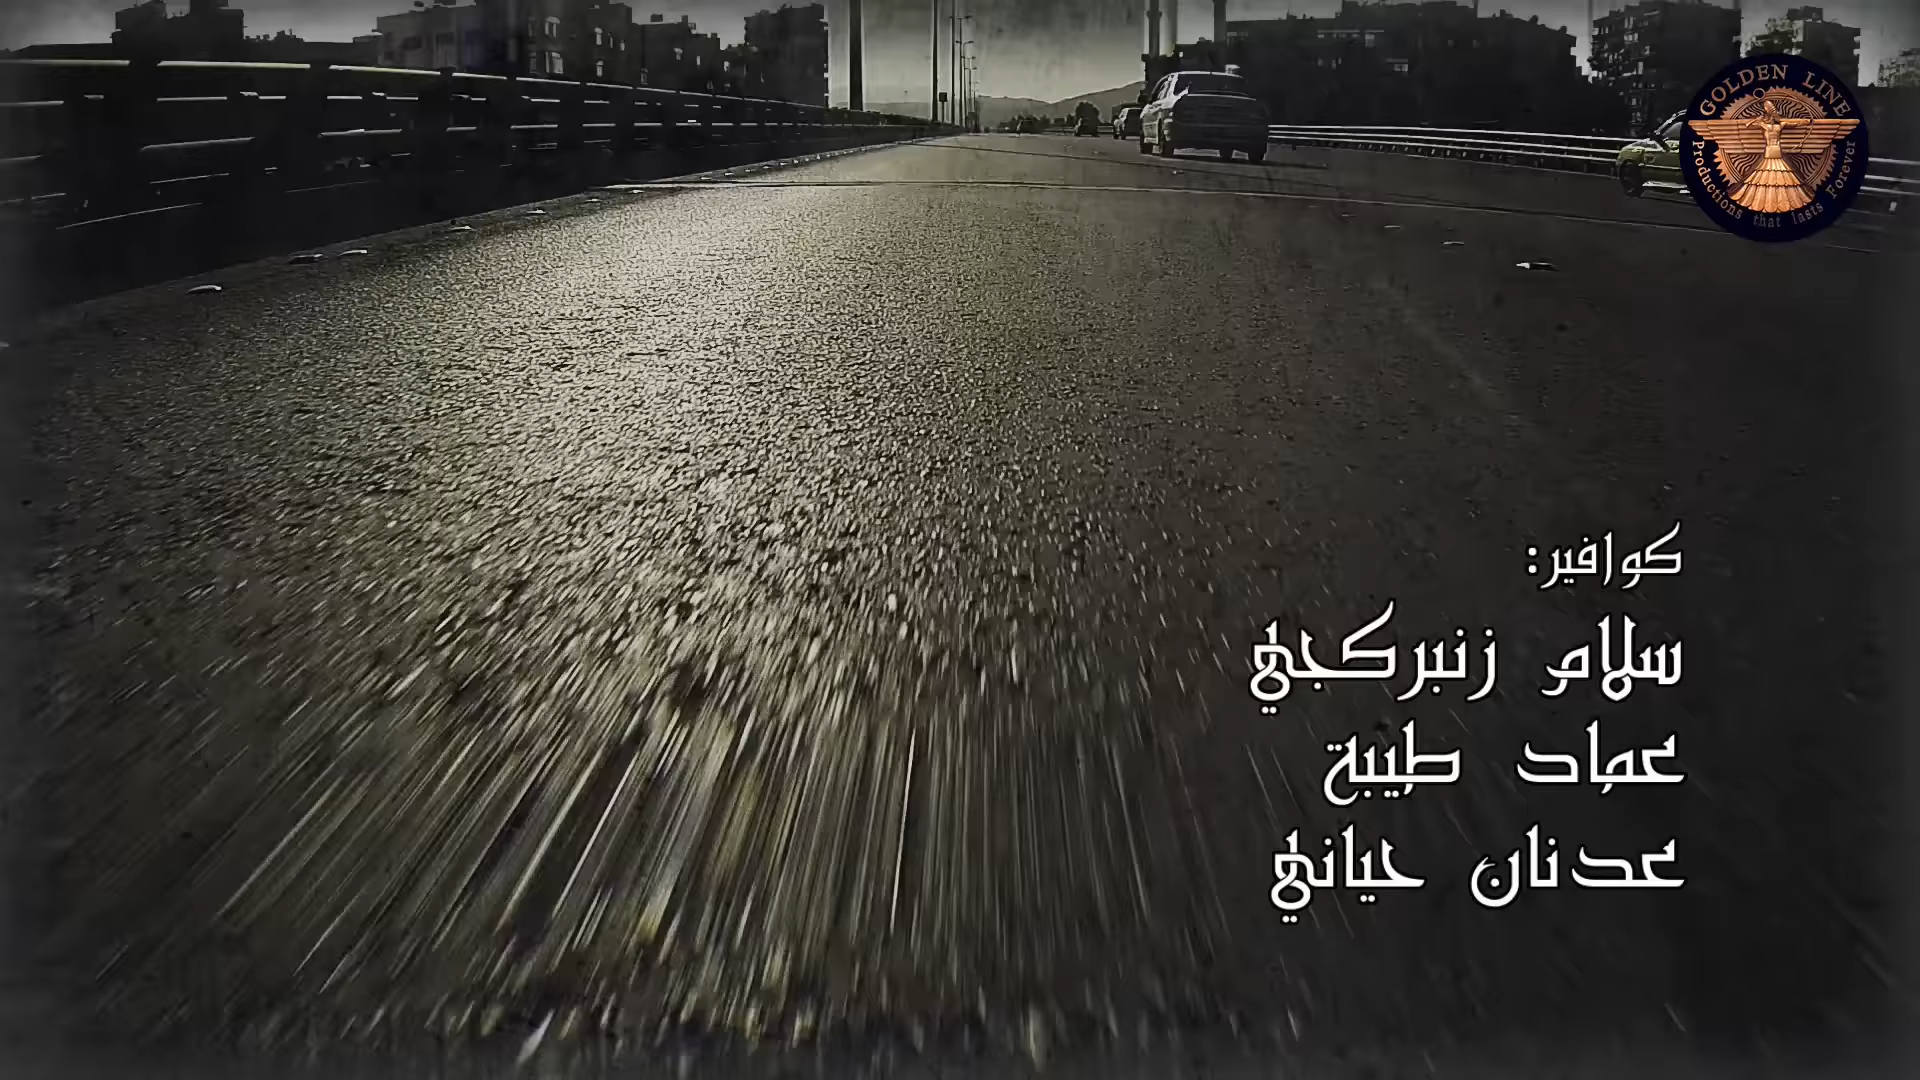 GOLDEN LINE
Productions that lasts Forever
كوافير:
سلام زنبركجي
عماد طيبة
عدنان حياني